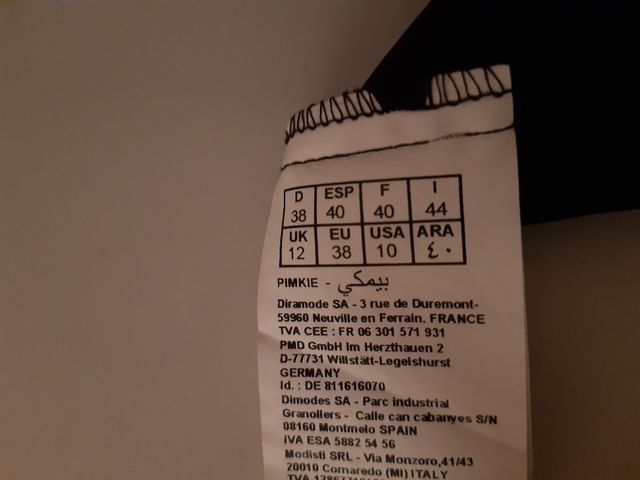 D ESP F I
38 40 40 44
UK EU USA ARA
12 38 10 ٤٠
PIMKIE - بيمكي
Diramode SA - 3 rue de Duremont-
59960 Neuville en Ferrain. FRANCE
TVA CEE : FR 06 301 571 931
PMD GmbH Im Herzthauen 2
D-77731 Willstätt-Legelshurst
GERMANY
Id. : DE 811616070
Dimodes SA - Parc industrial
Granollers - Calle can cabanyes S/N
08160 Montmelo SPAIN
IVA ESA 5882 54 56
Modisti SRL - Via Monzoro,41/43
20010 Cornaredo (MI) ITALY
TVA